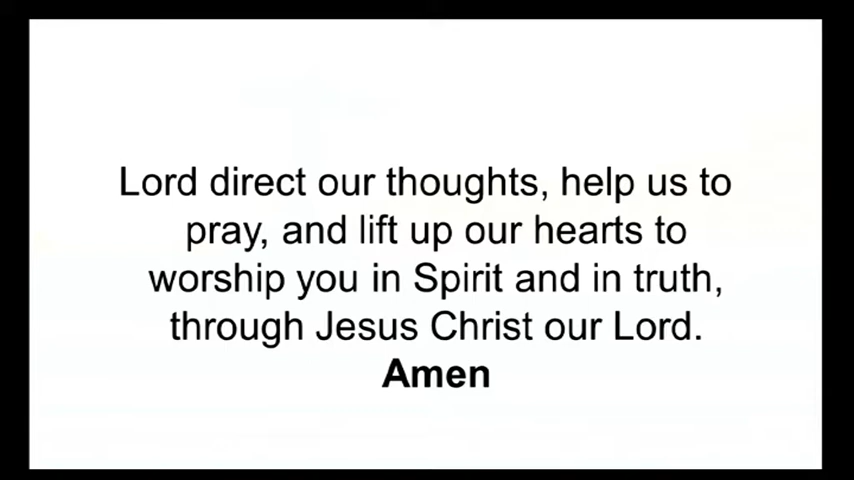 Lord direct our thoughts, help us to
pray, and lift up our hearts to
worship you in Spirit and in truth,
through Jesus Christ our Lord.
Amen